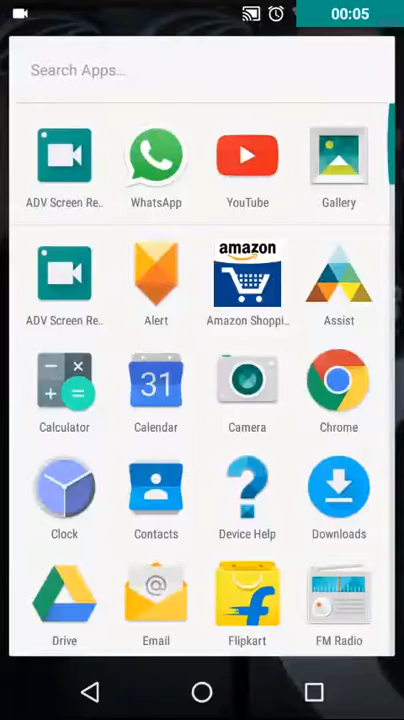 00:05
Search Apps...
ADV Screen Re..
WhatsApp
YouTube
Gallery
amazon
ADV Screen Re..
Alert
Amazon Shoppi..
Assist
31
Calculator
Calendar
Camera
Chrome
Clock
Contacts
Device Help
Downloads
Drive
Email
Flipkart
FM Radio